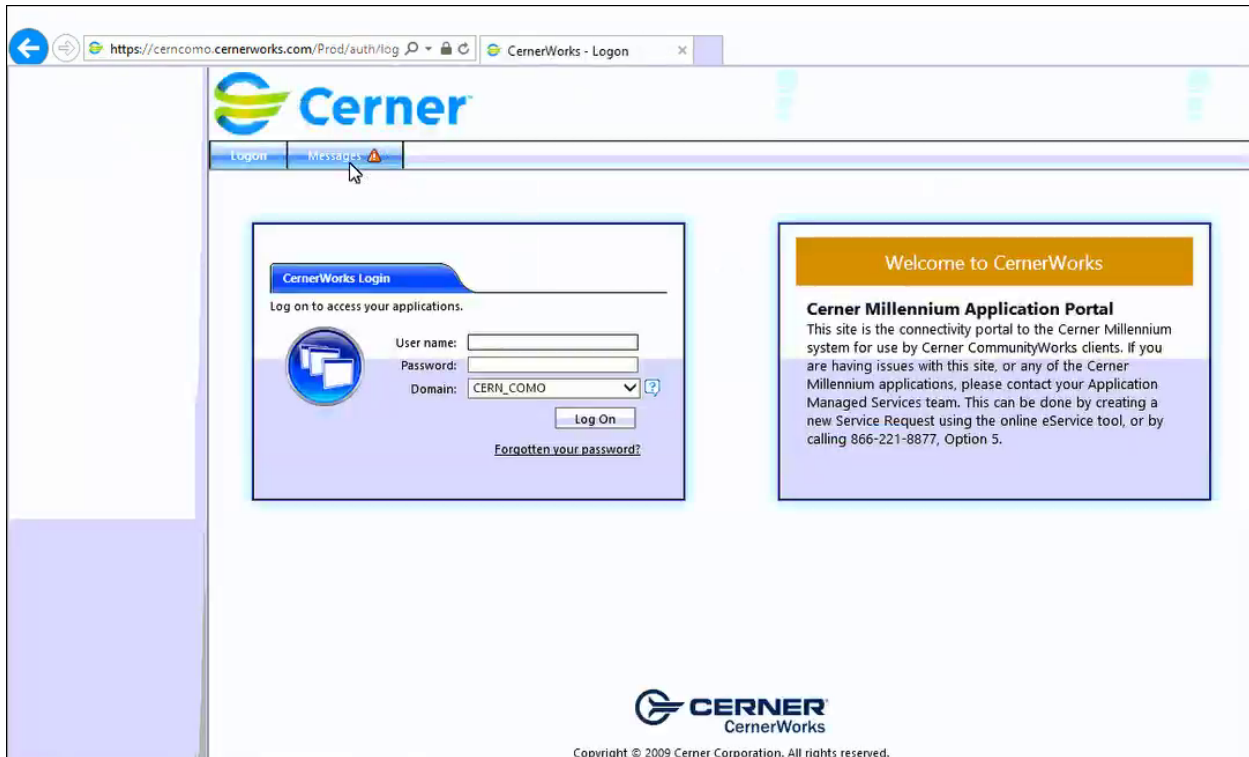 https://cerncomo.cernerworks.com/Prod/auth/log
CernerWorks - Logon
Cerner
Logon
Messages
CernerWorks Login
Log on to access your applications.
User name:
Password:
Domain: CERN_COMO
Log On
Forgotten your password?
Welcome to CernerWorks
Cerner Millennium Application Portal
This site is the connectivity portal to the Cerner Millennium
system for use by Cerner CommunityWorks clients. If you
are having issues with this site, or any of the Cerner
Millennium applications, please contact your Application
Managed Services team. This can be done by creating a
new Service Request using the online eService tool, or by
calling 866-221-8877, Option 5.
CERNER
CernerWorks
Copyright © 2009 Cerner Corporation. All rights reserved.